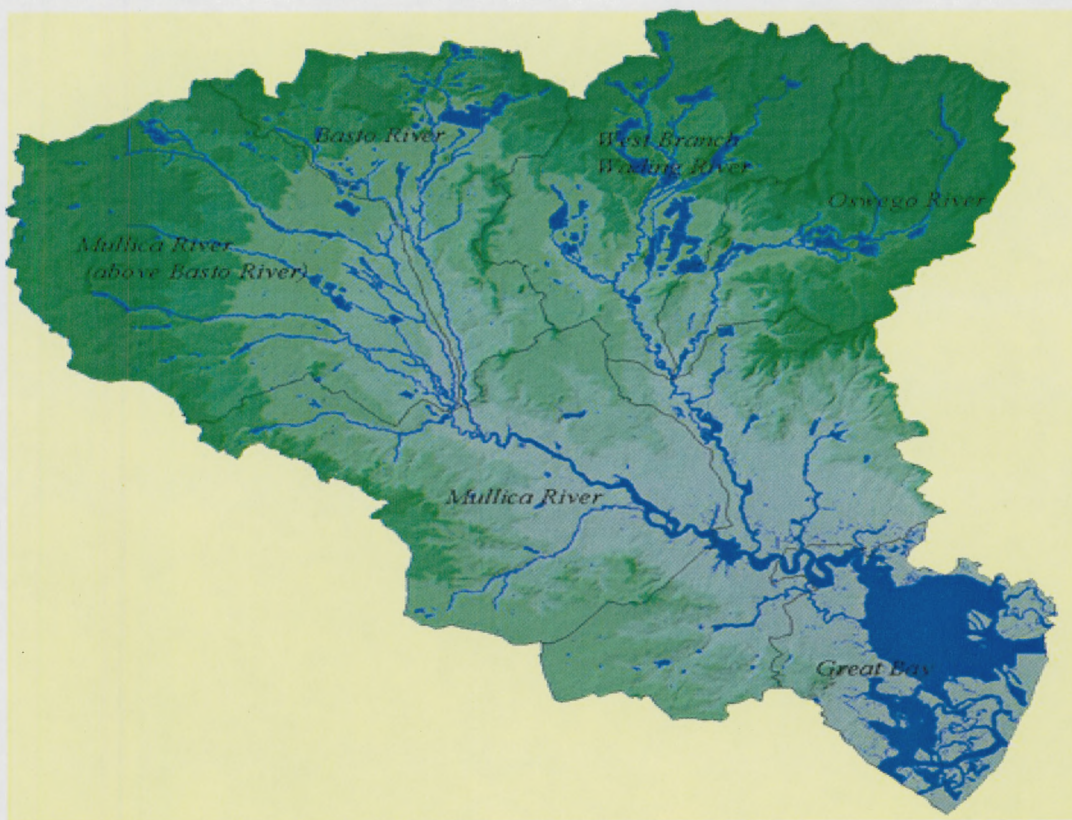 Basto River
West Branch
Wading River
Oswego River
Mullica River
(above Basto River)
Mullica River
Great Bay